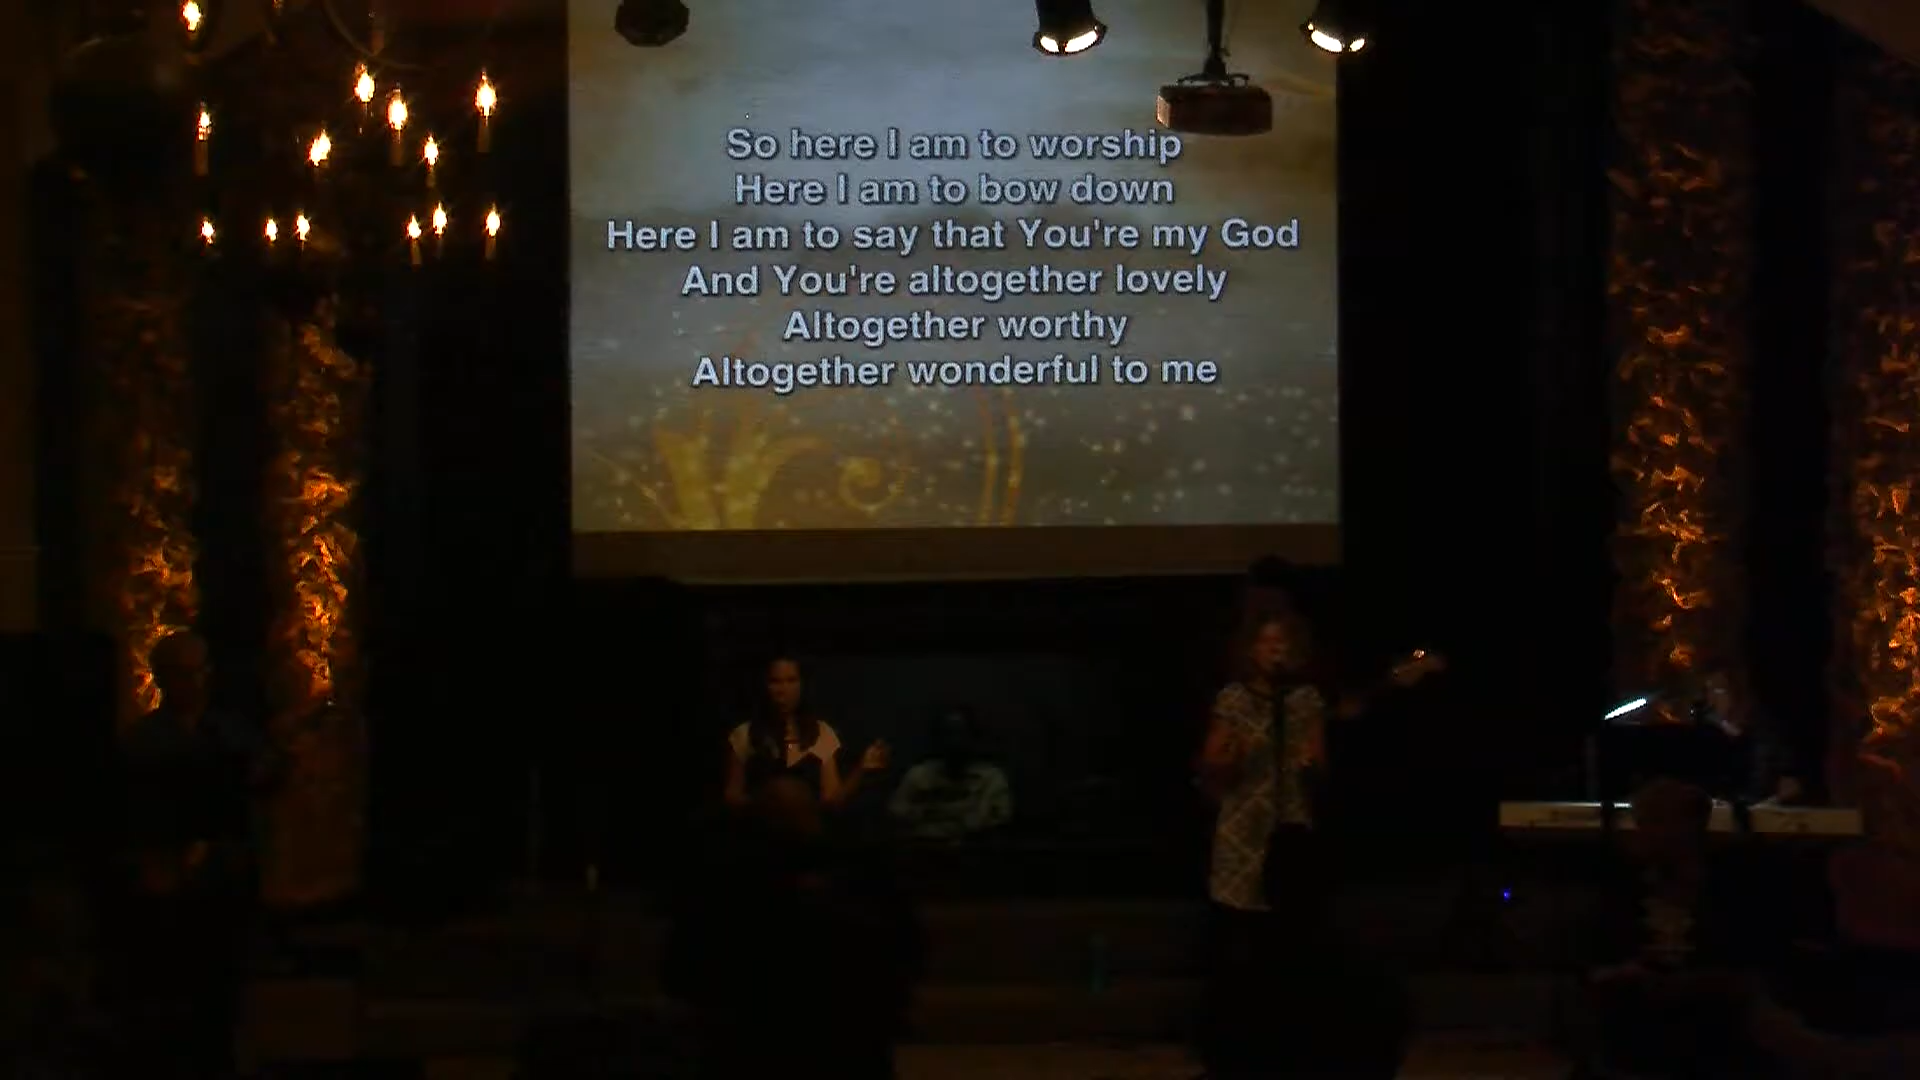 So here I am to worship
Here I am to bow down
Here I am to say that You're my God
And You're altogether lovely
Altogether worthy
Altogether wonderful to me